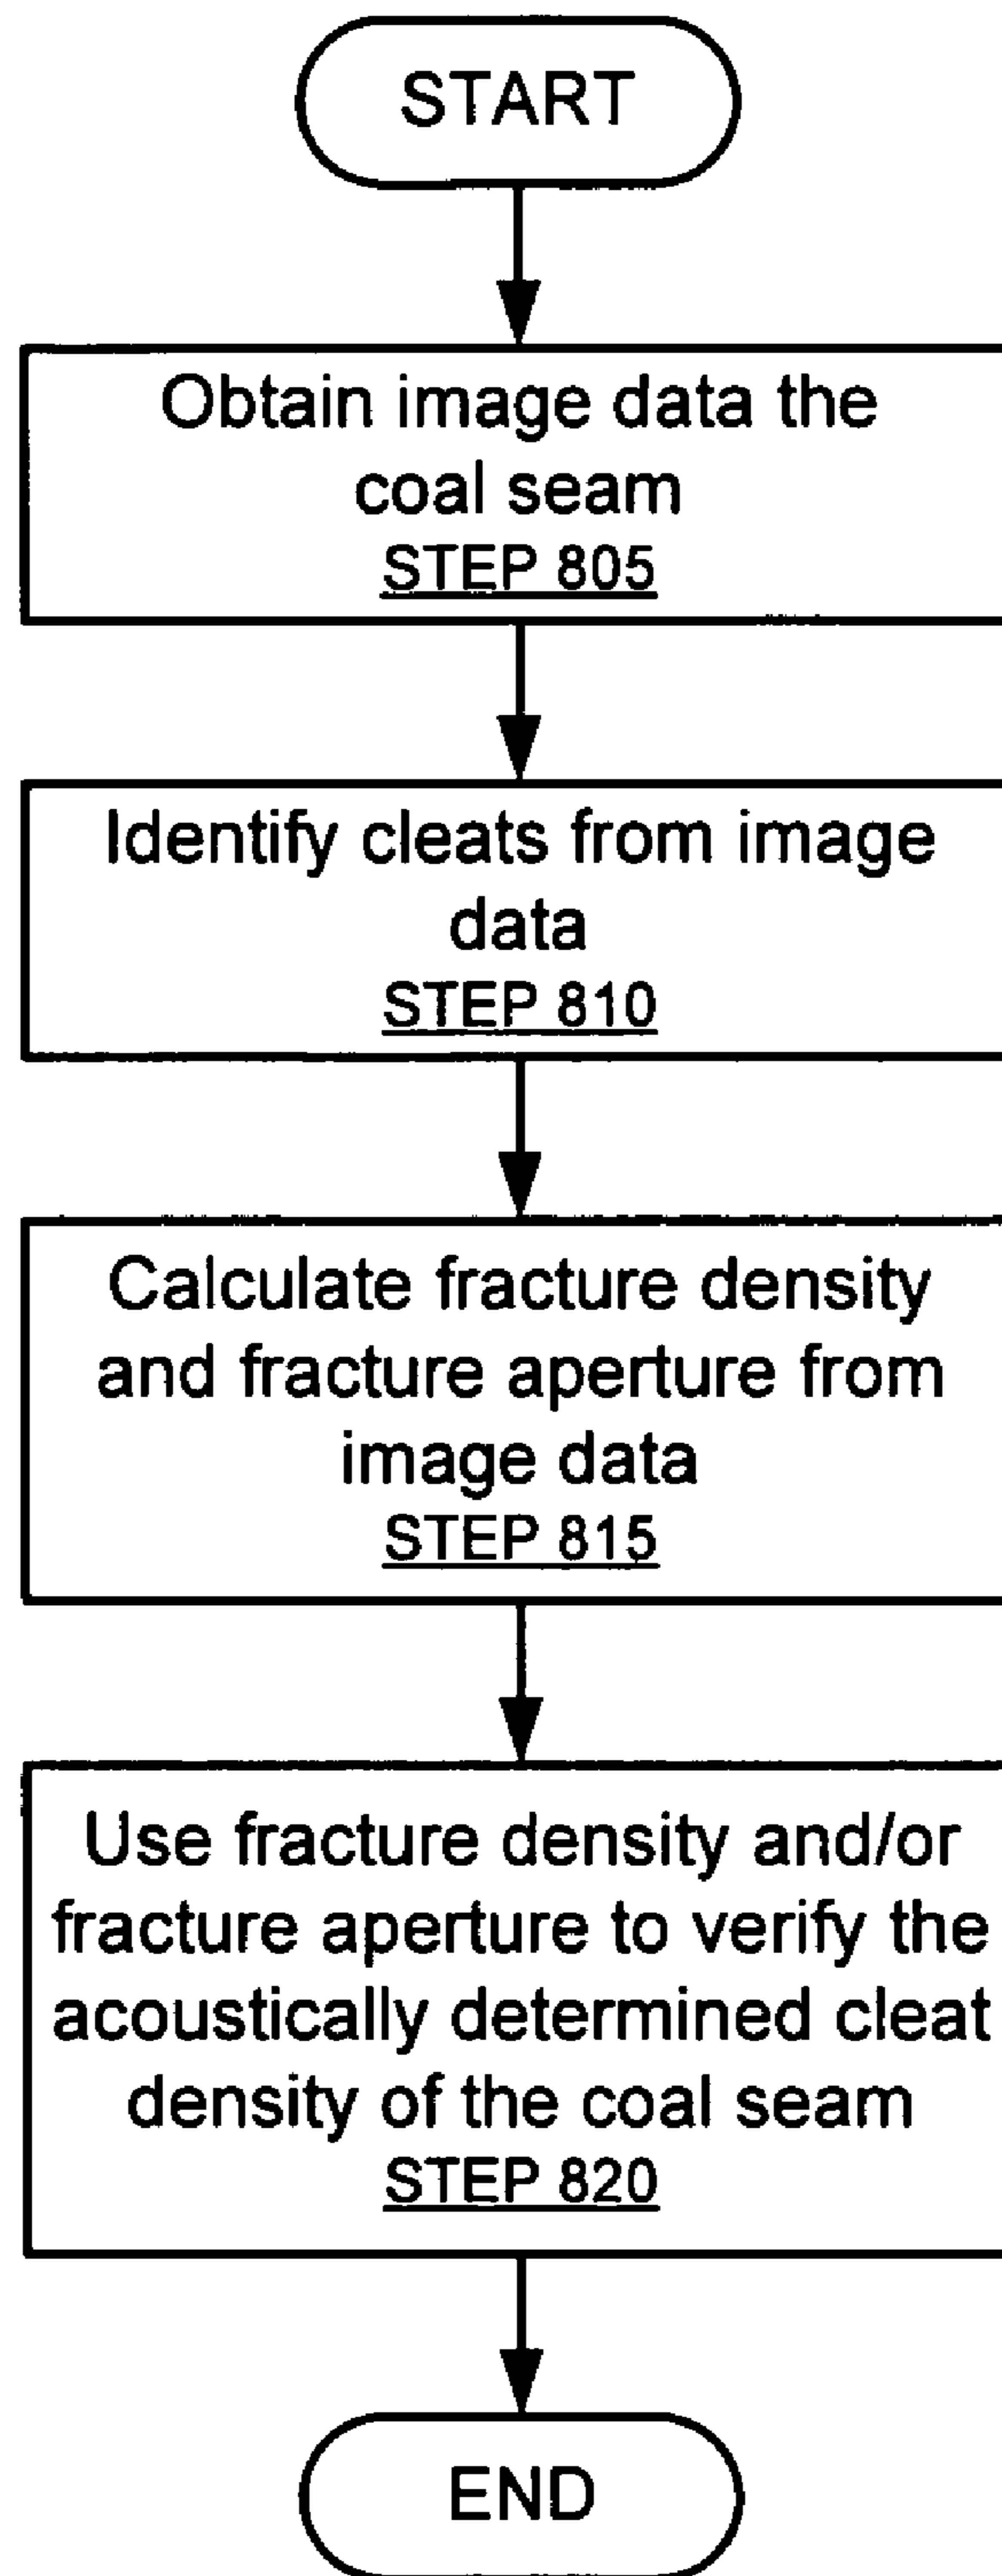 START
Obtain image data the
coal seam
STEP 805
Identify cleats from image
data
STEP 810
Calculate fracture density
and fracture aperture from
image data
STEP 815
Use fracture density and/or
fracture aperture to verify the
acoustically determined cleat
density of the coal seam
STEP 820
END